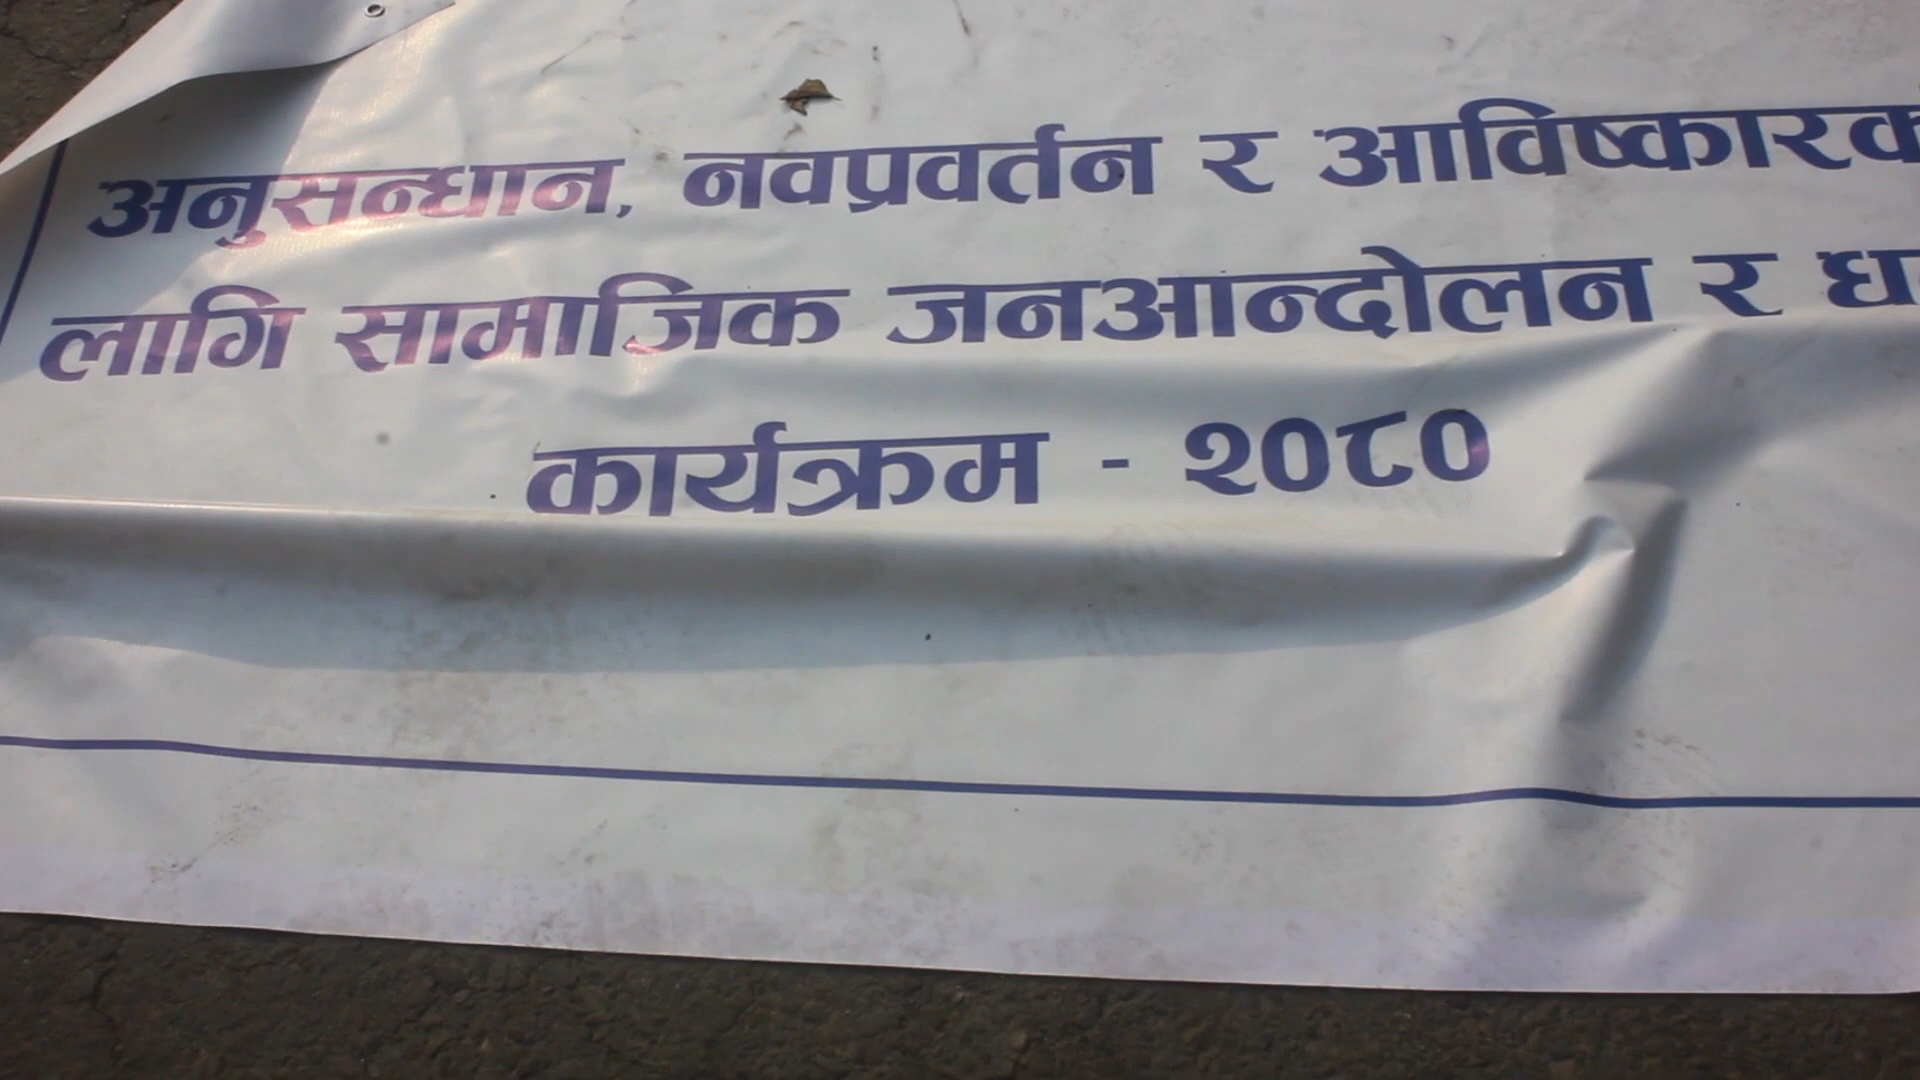 अनुसन्धान, नवप्रवर्तन र आविष्कारक
लागि सामाजिक जनआन्दोलन र ध
कार्यक्रम - २०८०